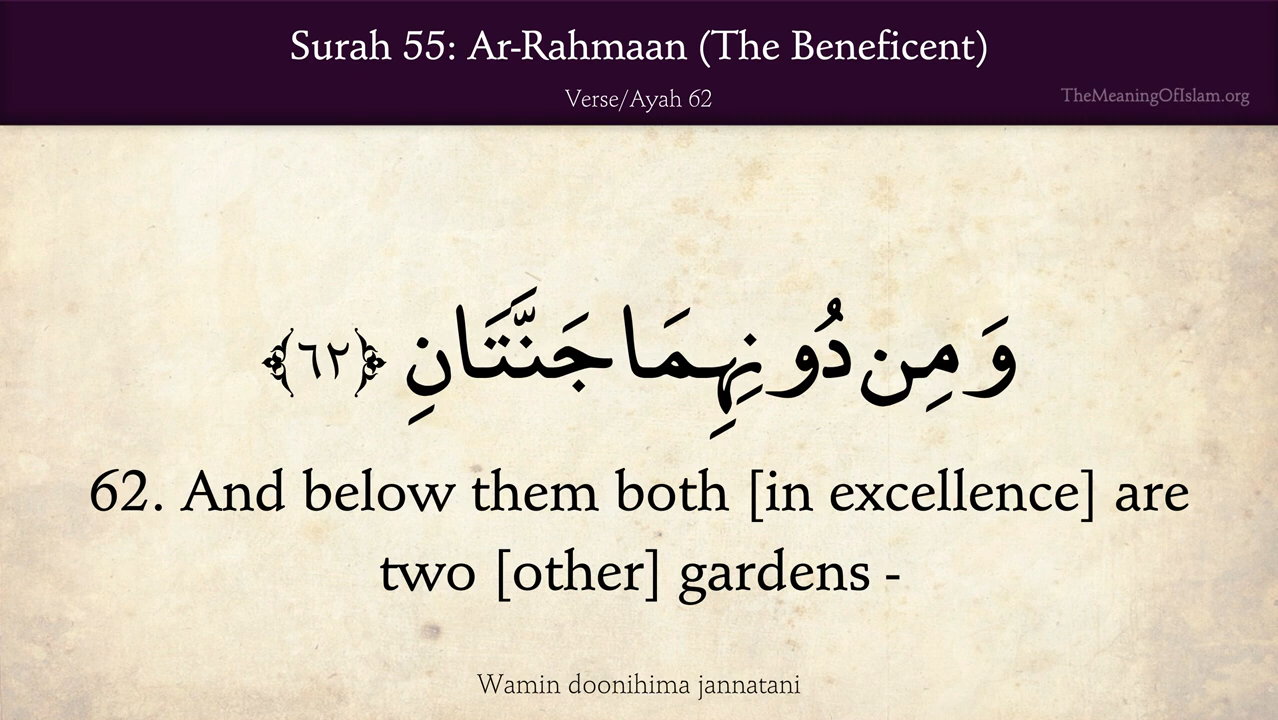 Surah 55: Ar-Rahmaan (The Beneficent)
Verse/Ayah 62
TheMeaningOfIslam.org
وَمِن دُونِهِمَا جَنَّتَانِ ﴿٦٢﴾
62. And below them both [in excellence] are
two [other] gardens -
Wamin doonihima jannatani